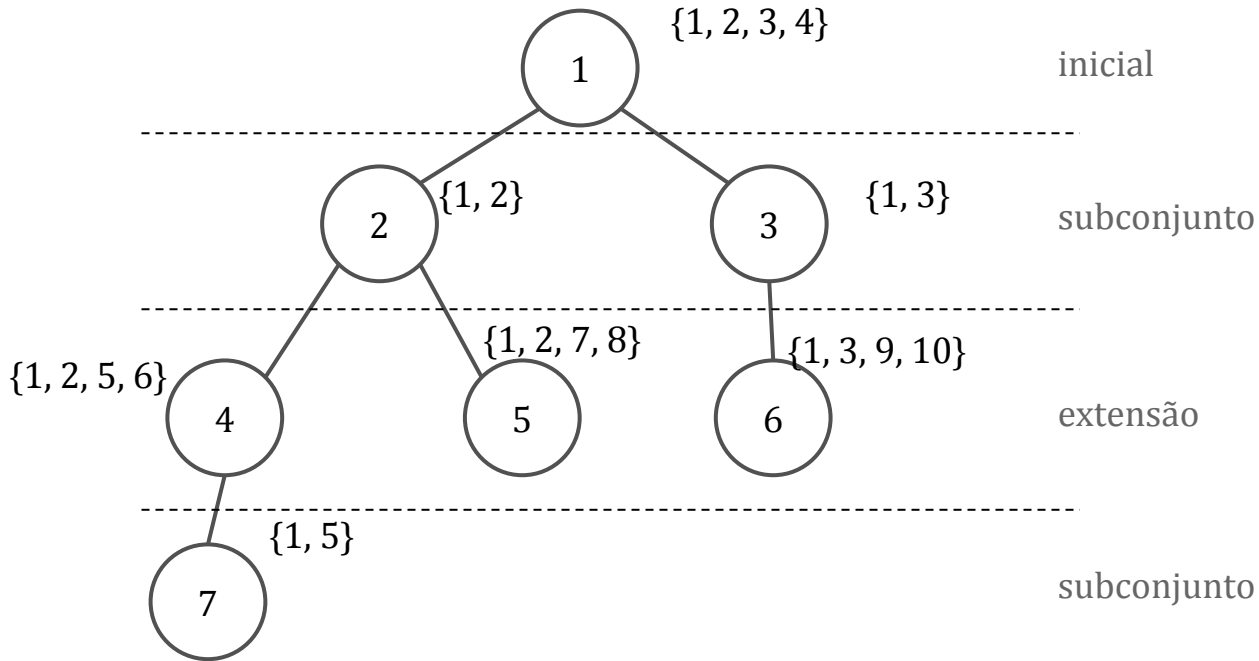 {1, 2, 3, 4}
1
inicial
2
{1, 2}
3
{1, 3}
subconjunto
{1, 2, 5, 6}
4
{1, 2, 7, 8}
5
{1, 3, 9, 10}
6
extensão
7
{1, 5}
subconjunto